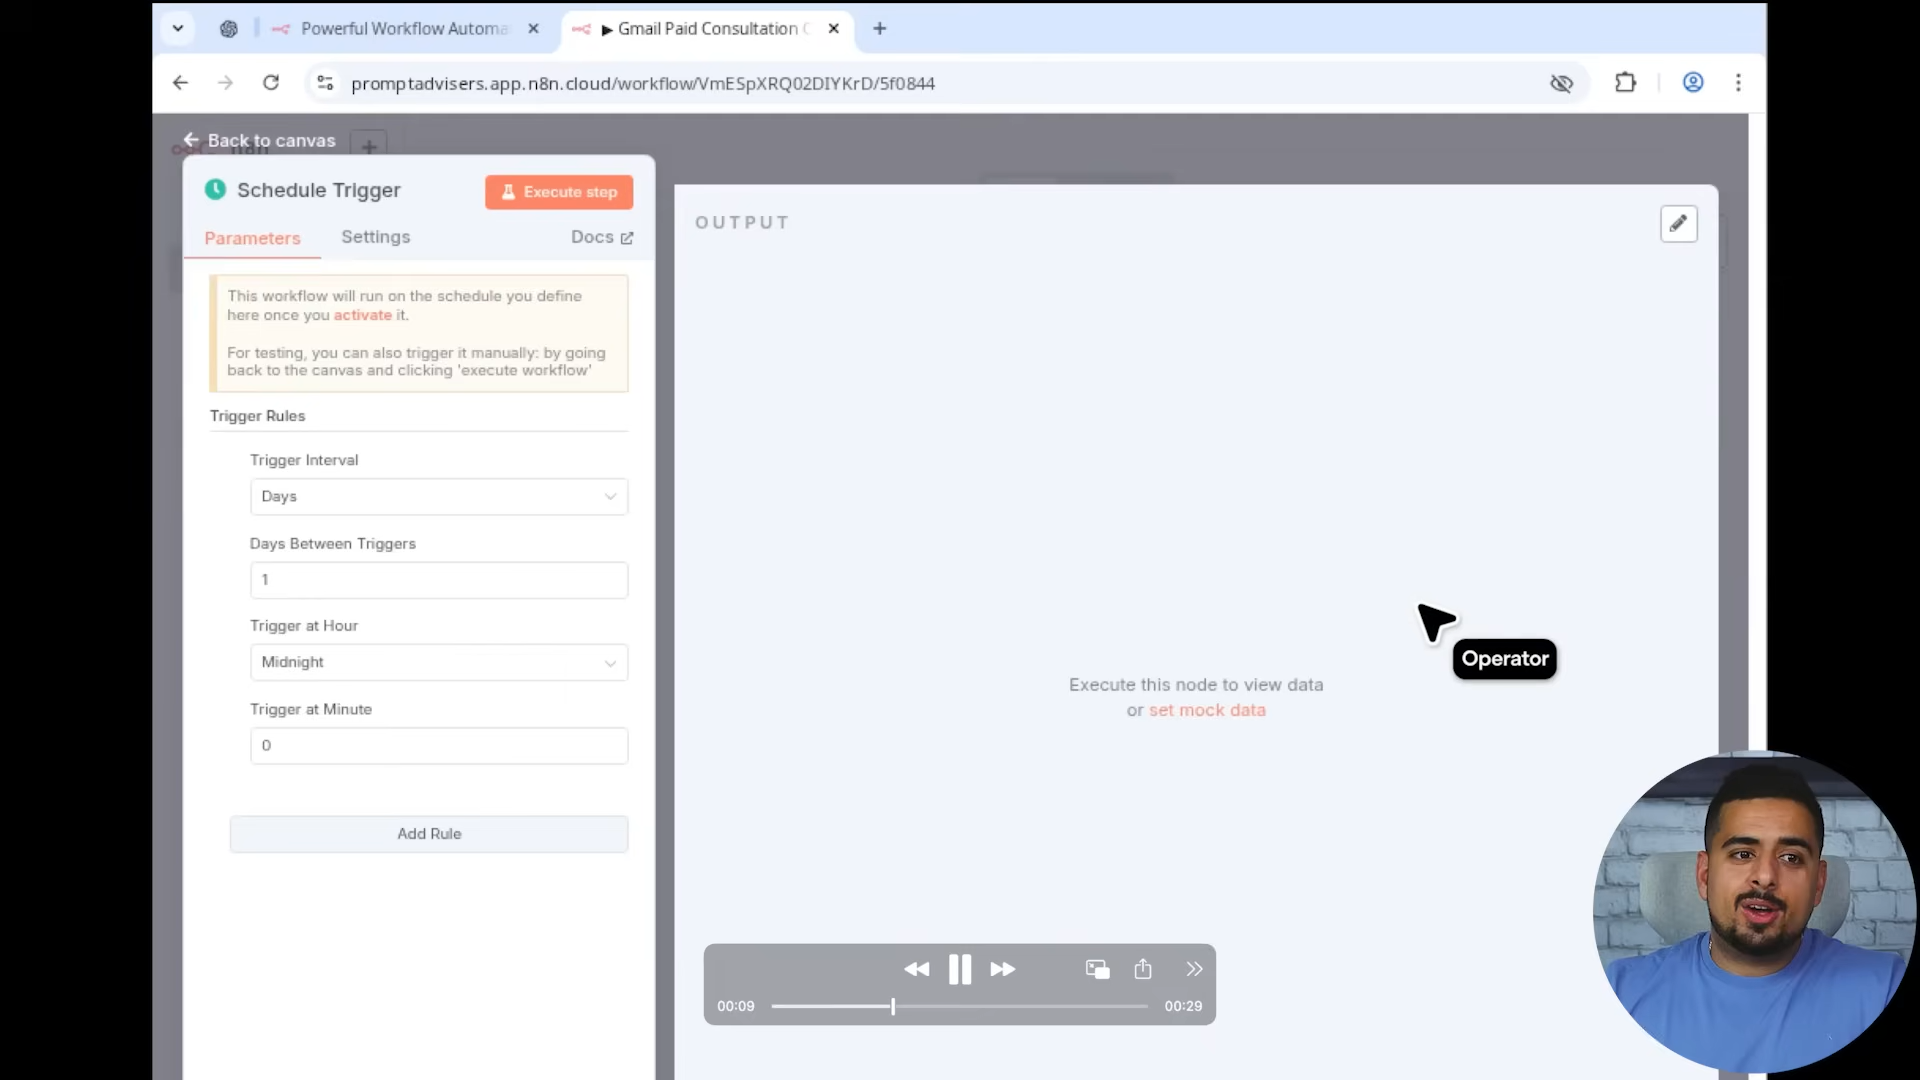 Powerful Workflow Automa
▶ Gmail Paid Consultation
promptadvisers.app.n8n.cloud/workflow/VmESpXRQ02DIYKrD/5f0844
Back to canvas
Schedule Trigger
Execute step
Parameters
Settings
Docs
This workflow will run on the schedule you define
here once you activate it.
For testing, you can also trigger it manually: by going
back to the canvas and clicking 'execute workflow'
Trigger Rules
Trigger Interval
Days
Days Between Triggers
1
Trigger at Hour
Midnight
Trigger at Minute
0
Add Rule
OUTPUT
Execute this node to view data
or set mock data
Operator
00:09
00:29